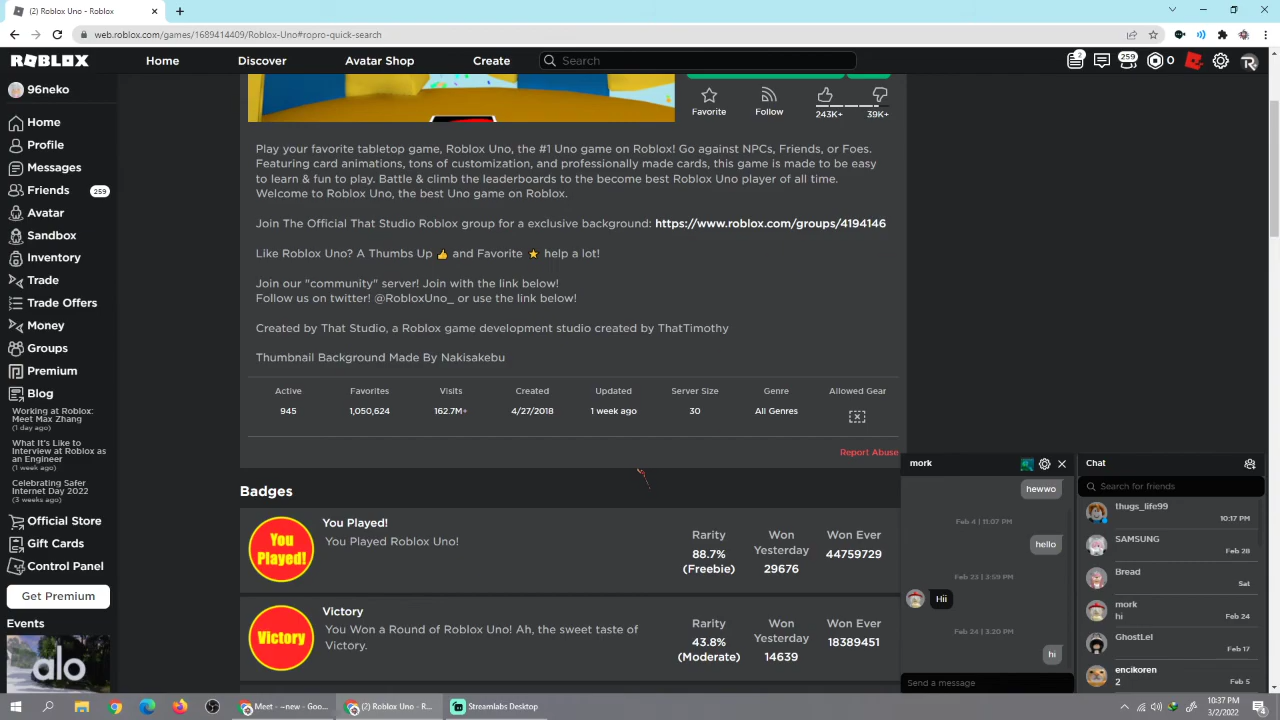 (2) Roblox Uno - Roblox
web.roblox.com/games/1689414409/Roblox-Uno#ropro-quick-search
ROBLOX
Home
Discover
Avatar Shop
Create
Search
2
259
0
96neko
Home
Profile
Messages
Friends
259
Avatar
Sandbox
Inventory
Trade
Trade Offers
Money
Groups
Premium
Blog
Working at Roblox:
Meet Max Zhang
(1 day ago)
What It's Like to
Interview at Roblox as
an Engineer
(1 week ago)
Celebrating Safer
Internet Day 2022
(3 weeks ago)
Official Store
Gift Cards
Control Panel
Get Premium
Events
alo
Favorite
Follow
243K+
39K+
Play your favorite tabletop game, Roblox Uno, the #1 Uno game on Roblox! Go against NPCs, Friends, or Foes.
Featuring card animations, tons of customization, and professionally made cards, this game is made to be easy
to learn & fun to play. Battle & climb the leaderboards to the become best Roblox Uno player of all time.
Welcome to Roblox Uno, the best Uno game on Roblox.
Join The Official That Studio Roblox group for a exclusive background: https://www.roblox.com/groups/4194146
Like Roblox Uno? A Thumbs Up 👍 and Favorite ⭐ help a lot!
Join our "community" server! Join with the link below!
Follow us on twitter! @RobloxUno_ or use the link below!
Created by That Studio, a Roblox game development studio created by ThatTimothy
Thumbnail Background Made By Nakisakebu
Active Favorites Visits Created Updated Server Size Genre Allowed Gear
945 1,050,624 162.7M+ 4/27/2018 1 week ago 30 All Genres
Report Abuse
Badges
You Played!
You Played!
You Played Roblox Uno!
Rarity
88.7%
(Freebie)
Won
Yesterday
29676
Won Ever
44759729
Victory
Victory
You Won a Round of Roblox Uno! Ah, the sweet taste of
Victory.
Rarity
43.8%
(Moderate)
Won
Yesterday
14639
Won Ever
18389451
mork
hewwo
Feb 4 | 11:07 PM
hello
Feb 23 | 3:59 PM
Hii
Feb 24 | 3:20 PM
hi
Send a message
Chat
Search for friends
thugs_life99
10:17 PM
SAMSUNG
Feb 28
Bread
Sat
mork
hi
Feb 24
GhostLei
Feb 17
encikoren
2
Feb 5
Meet - ~new - Goo...
(2) Roblox Uno - R...
Streamlabs Desktop
10:37 PM
3/2/2022
4